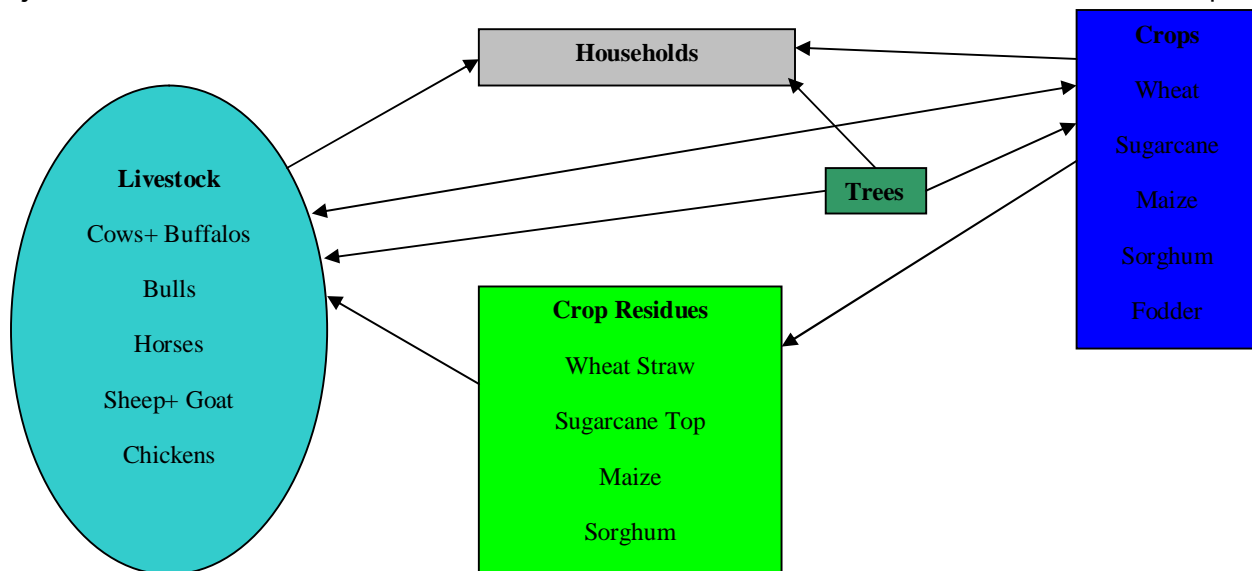 Households
Crops
Wheat
Sugarcane
Maize
Sorghum
Fodder
Trees
Livestock
Cows+ Buffalos
Bulls
Horses
Sheep+ Goat
Chickens
Crop Residues
Wheat Straw
Sugarcane Top
Maize
Sorghum